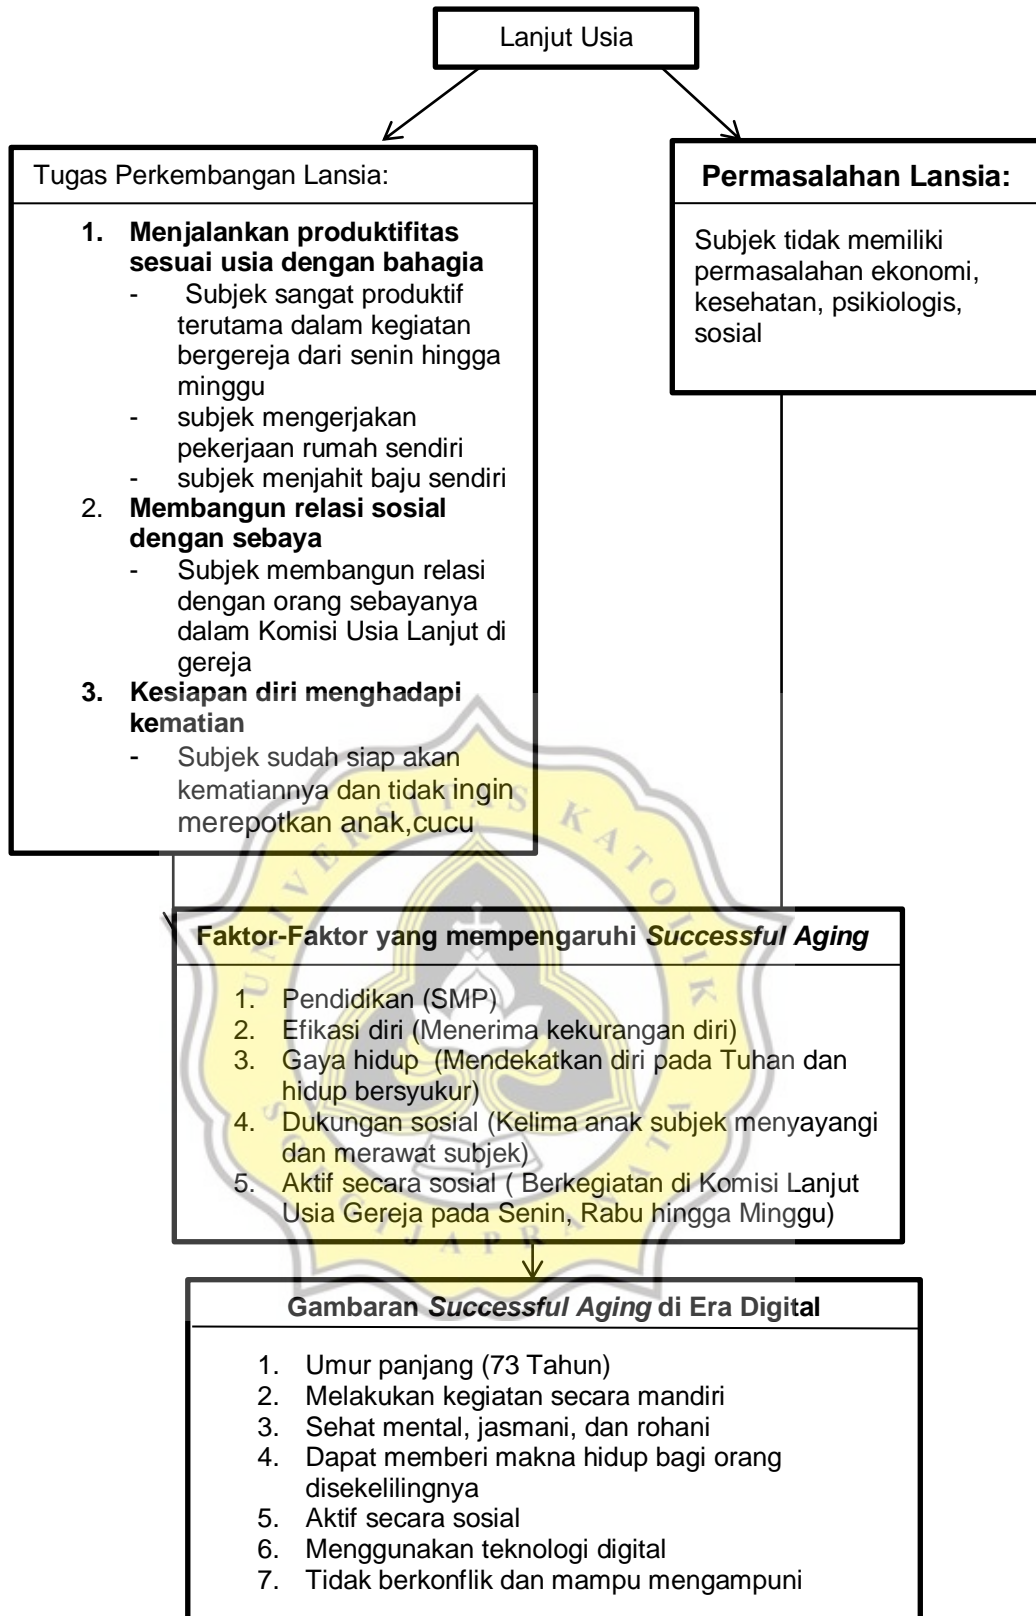 Lanjut Usia
Tugas Perkembangan Lansia:
1. Menjalankan produktifitas
sesuai usia dengan bahagia
- Subjek sangat produktif
terutama dalam kegiatan
bergereja dari senin hingga
minggu
- subjek mengerjakan
pekerjaan rumah sendiri
- subjek menjahit baju sendiri
2. Membangun relasi sosial
dengan sebaya
- Subjek membangun relasi
dengan orang sebayanya
dalam Komisi Usia Lanjut di
gereja
3. Kesiapan diri menghadapi
kematian
- Subjek sudah siap akan
kematiannya dan tidak ingin
merepotkan anak,cucu
Permasalahan Lansia:
Subjek tidak memiliki
permasalahan ekonomi,
kesehatan, psikiologis,
sosial
Faktor-Faktor yang mempengaruhi Successful Aging
1. Pendidikan (SMP)
2. Efikasi diri (Menerima kekurangan diri)
3. Gaya hidup (Mendekatkan diri pada Tuhan dan
hidup bersyukur)
4. Dukungan sosial (Kelima anak subjek menyayangi
dan merawat subjek)
5. Aktif secara sosial ( Berkegiatan di Komisi Lanjut
Usia Gereja pada Senin, Rabu hingga Minggu)
Gambaran Successful Aging di Era Digital
1. Umur panjang (73 Tahun)
2. Melakukan kegiatan secara mandiri
3. Sehat mental, jasmani, dan rohani
4. Dapat memberi makna hidup bagi orang
disekelilingnya
5. Aktif secara sosial
6. Menggunakan teknologi digital
7. Tidak berkonflik dan mampu mengampuni
UNIVERSITAS KATOLIK
SOEGIJAPRANATA